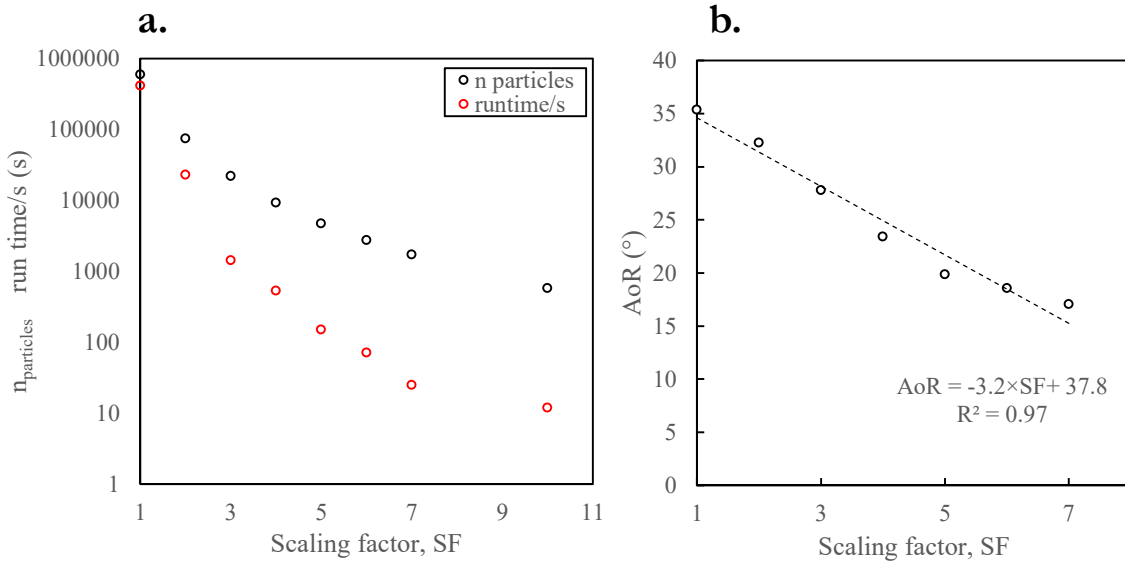 a.
1000000
100000
10000
1000
100
10
1
n particles
runtime/s
nparticles run time/s (s)
1 3 5 7 9 11
Scaling factor, SF
b.
40
35
30
25
20
15
10
5
0
AoR (°)
AoR = -3.2×SF+ 37.8
R² = 0.97
1 3 5 7
Scaling factor, SF